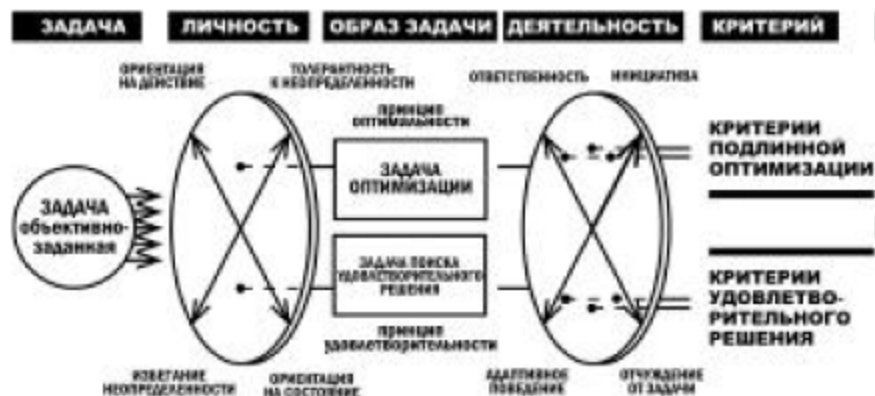 ЗАДАЧА
ЛИЧНОСТЬ
ОБРАЗ ЗАДАЧИ
ДЕЯТЕЛЬНОСТЬ
КРИТЕРИЙ
ОРИЕНТАЦИЯ
НА ДЕЙСТВИЕ
ТОЛЕРАНТНОСТЬ
К НЕОПРЕДЕЛЕННОСТИ
ОТВЕТСТВЕННОСТЬ
ИНИЦИАТИВА
принцип
оптимальности
ЗАДАЧА
ОПТИМИЗАЦИИ
КРИТЕРИИ
ПОДЛИННОЙ
ОПТИМИЗАЦИИ
ЗАДАЧА
объективно-
заданная
ЗАДАЧА ПОИСКА
УДОВЛЕТВОРИТЕЛЬНОГО
РЕШЕНИЯ
принцип
удовлетворительности
КРИТЕРИИ
УДОВЛЕТВО-
РИТЕЛЬНОГО
РЕШЕНИЯ
ИЗБЕГАНИЕ
НЕОПРЕДЕЛЕННОСТИ
ОРИЕНТАЦИЯ
НА СОСТОЯНИЕ
АДАПТИВНОЕ
ПОВЕДЕНИЕ
ОТЧУЖДЕНИЕ
ОТ ЗАДАЧИ